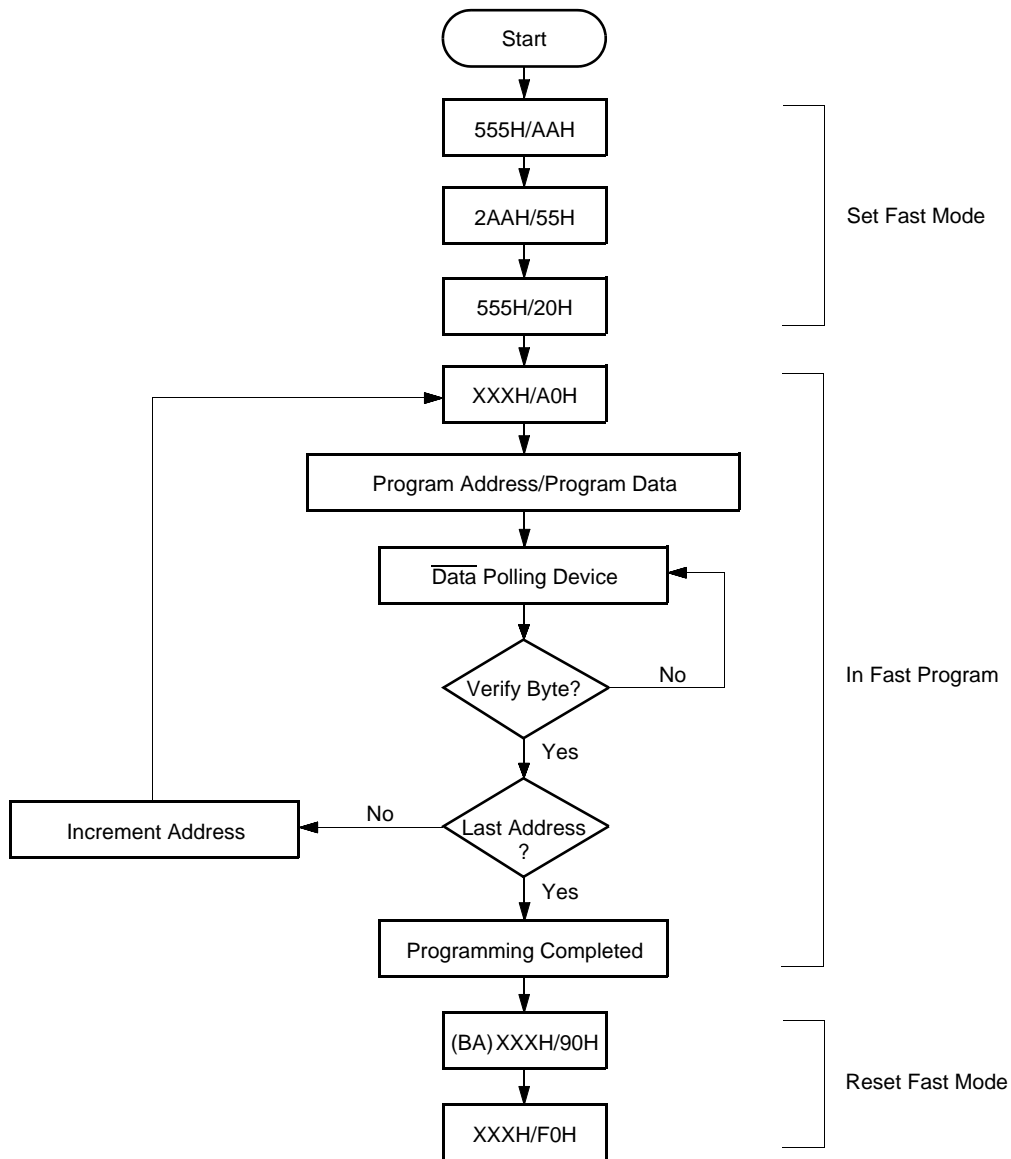 Start
555H/AAH
2AAH/55H
Set Fast Mode
555H/20H
XXXH/A0H
Program Address/Program Data
Data Polling Device
Verify Byte?
No
In Fast Program
Yes
Increment Address
No
Last Address
?
Yes
Programming Completed
(BA) XXXH/90H
Reset Fast Mode
XXXH/F0H